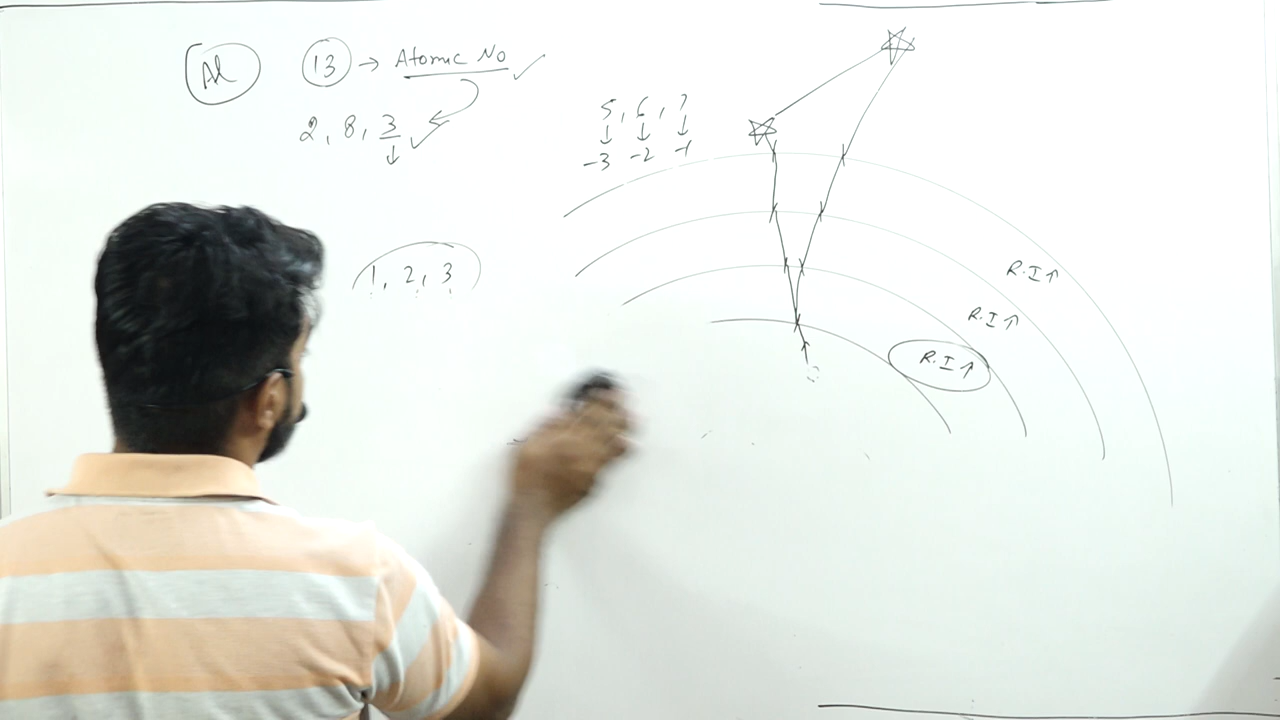 Al 13 → Atomic No ✓
2, 8, 3 ✓
↓
5, 6, 7
↓ ↓ ↓
-3 -2 -1
1, 2, 3
R.I↑
R.I↑
R.I↑